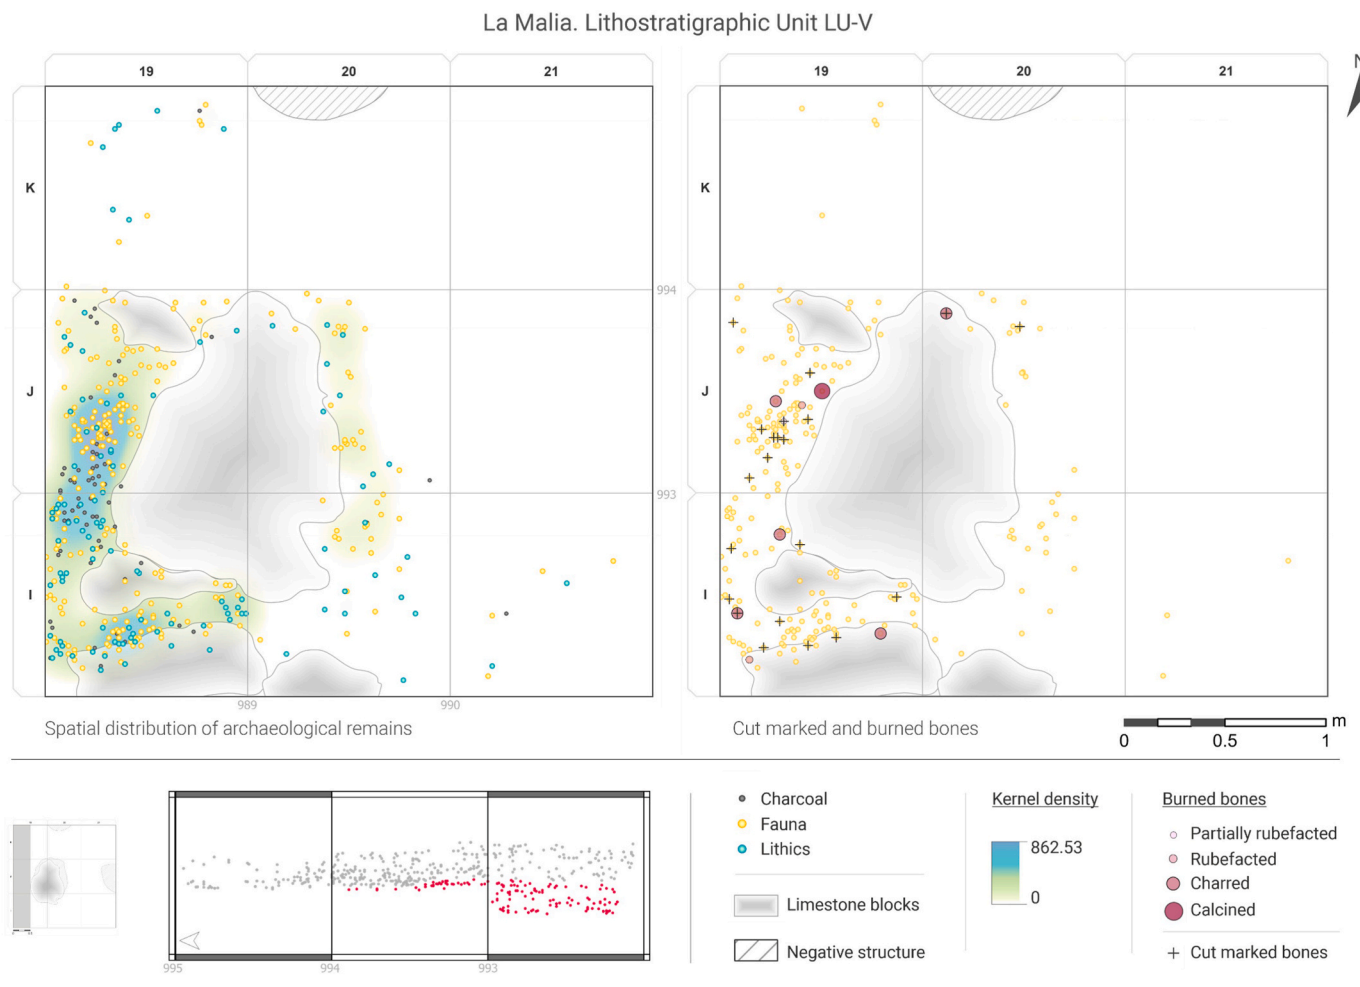 La Malia. Lithostratigraphic Unit LU-V
19 20 21
19 20 21
N
K
K
994
J
J
993
I
I
989 990
Spatial distribution of archaeological remains
Cut marked and burned bones
m
0 0.5 1
Charcoal
Fauna
Lithics
Limestone blocks
Negative structure
Kernel density
862.53
0
Burned bones
Partially rubefacted
Rubefacted
Charred
Calcined
Cut marked bones
995 994 993